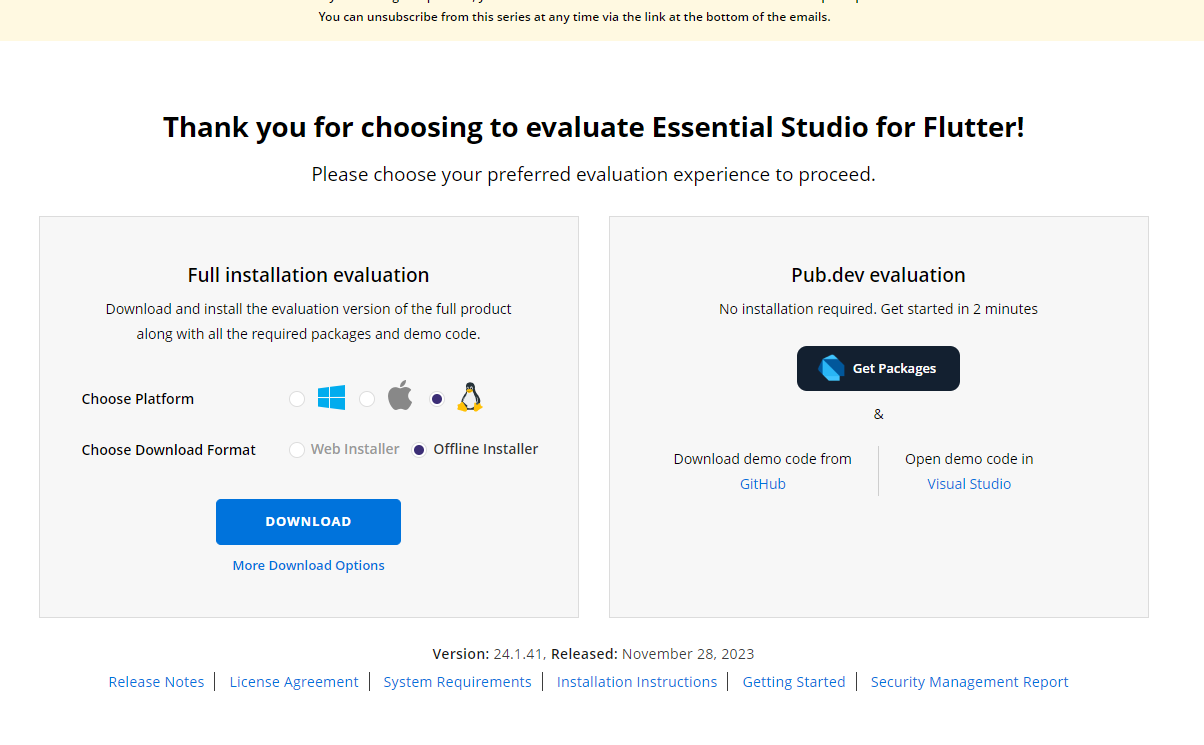 You can unsubscribe from this series at any time via the link at the bottom of the emails.
Thank you for choosing to evaluate Essential Studio for Flutter!
Please choose your preferred evaluation experience to proceed.
Full installation evaluation
Download and install the evaluation version of the full product
along with all the required packages and demo code.
Choose Platform
Choose Download Format
Web Installer
Offline Installer
DOWNLOAD
More Download Options
Pub.dev evaluation
No installation required. Get started in 2 minutes
Get Packages
&
Download demo code from
GitHub
Open demo code in
Visual Studio
Version: 24.1.41, Released: November 28, 2023
Release Notes
License Agreement
System Requirements
Installation Instructions
Getting Started
Security Management Report